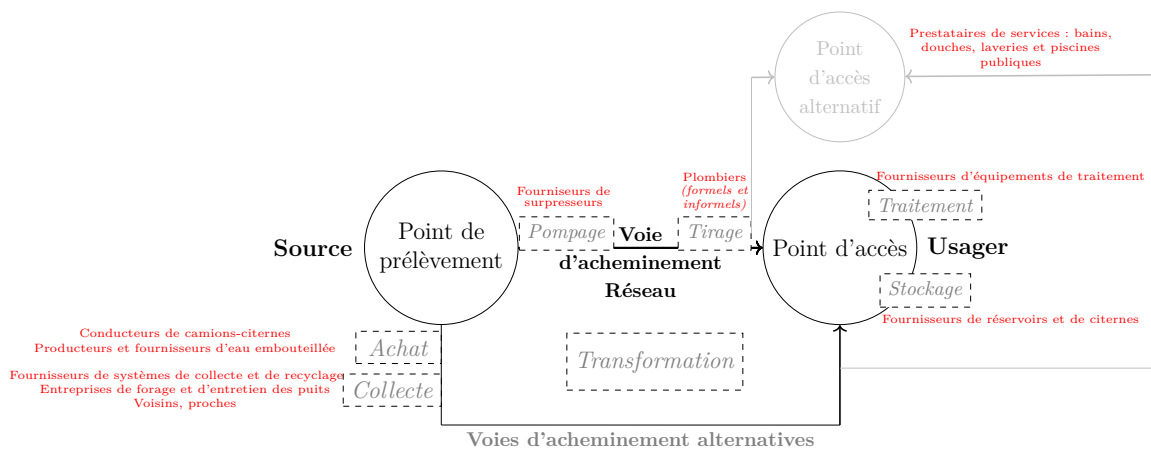 Prestataires de services : bains,
douches, laveries et piscines
publiques
Point
d'accès
alternatif
Fourniseurs de
surpresseurs
Plombiers
(formels et
informels)
Fournisseurs d'équipements de traitement
Source
Point de
prélèvement
Pompage
Voie
d'acheminement
Réseau
Tirage
Point d'accès
Traitement
Usager
Stockage
Fournisseurs de réservoirs et de citernes
Conducteurs de camions-citernes
Producteurs et fournisseurs d'eau embouteillée
Achat
Transformation
Fournisseurs de systèmes de collecte et de recyclage
Entreprises de forage et d'entretien des puits
Voisins, proches
Collecte
Voies d'acheminement alternatives